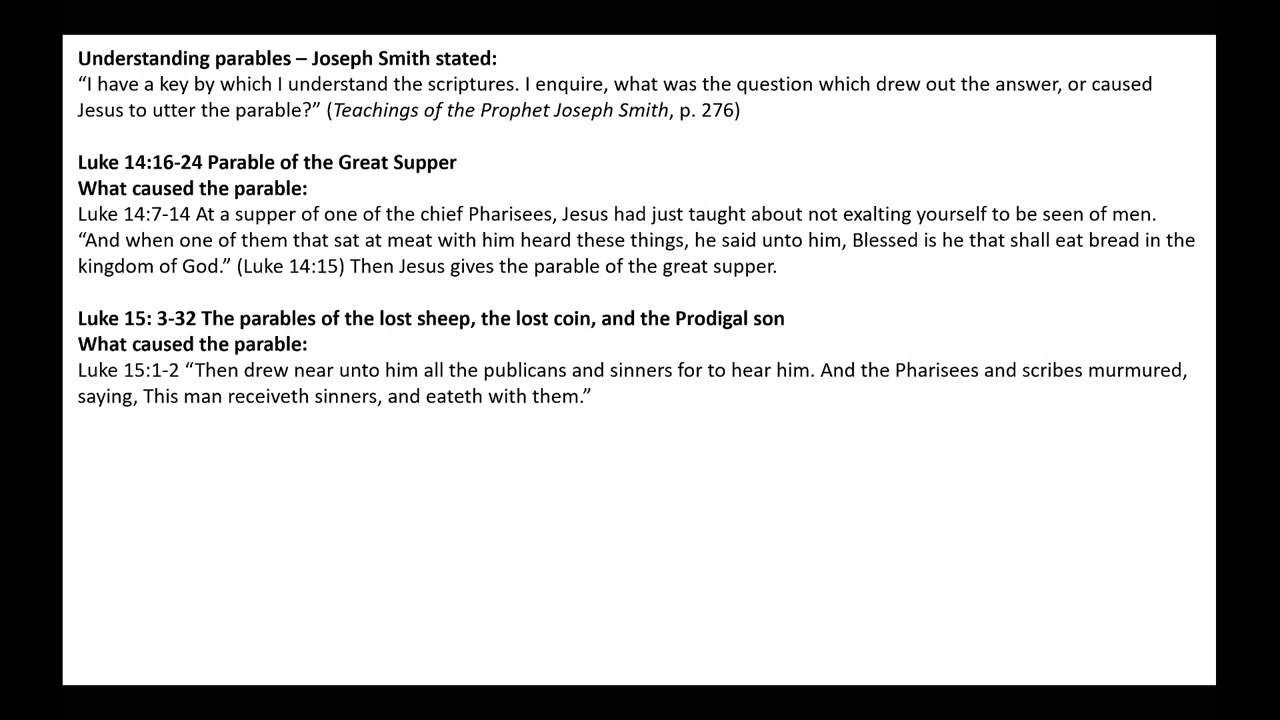 Understanding parables – Joseph Smith stated:
“I have a key by which I understand the scriptures. I enquire, what was the question which drew out the answer, or caused
Jesus to utter the parable?” (Teachings of the Prophet Joseph Smith, p. 276)
Luke 14:16-24 Parable of the Great Supper
What caused the parable:
Luke 14:7-14 At a supper of one of the chief Pharisees, Jesus had just taught about not exalting yourself to be seen of men.
“And when one of them that sat at meat with him heard these things, he said unto him, Blessed is he that shall eat bread in the
kingdom of God.” (Luke 14:15) Then Jesus gives the parable of the great supper.
Luke 15: 3-32 The parables of the lost sheep, the lost coin, and the Prodigal son
What caused the parable:
Luke 15:1-2 “Then drew near unto him all the publicans and sinners for to hear him. And the Pharisees and scribes murmured,
saying, This man receiveth sinners, and eateth with them.”